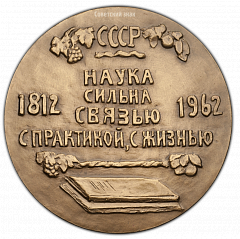 СССР
НАУКА
1812 СИЛЬНА 1962
СВЯЗЬЮ
С ПРАКТИКОЙ, С ЖИЗНЬЮ